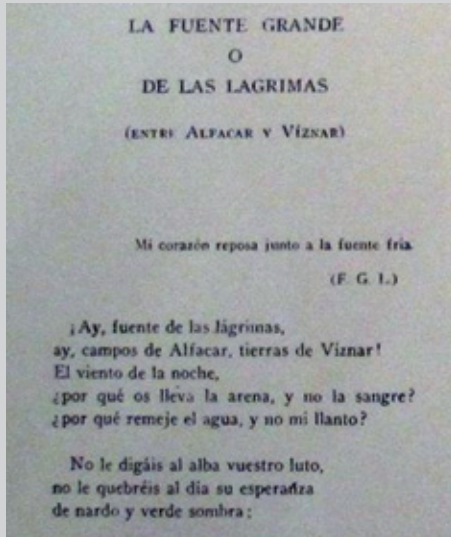 LA FUENTE GRANDE
O
DE LAS LAGRIMAS
(ENTRE ALFACAR Y VÍZNAR)
Mi corazón reposa junto a la fuente fría
(F. G. L.)
¡Ay, fuente de las lágrimas,
ay, campos de Alfacar, tierras de Víznar!
El viento de la noche,
¿por qué os lleva la arena, y no la sangre?
¿por qué remeje el agua, y no mi llanto?
No le digáis al alba vuestro luto,
no le quebréis al día su esperanza
de nardo y verde sombra;